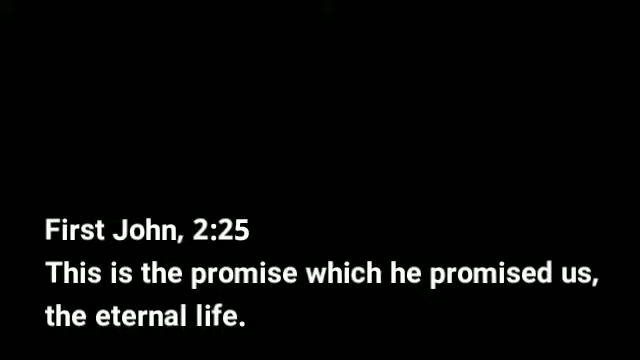 First John, 2:25
This is the promise which he promised us,
the eternal life.